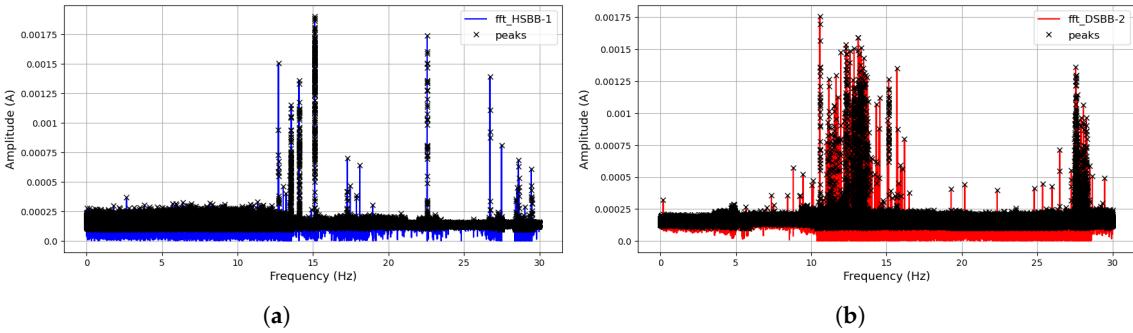 fft_HSBB-1
peaks
0.00175
0.0015
0.00125
0.001
0.00075
0.0005
0.00025
0.0
Amplitude (A)
0 5 10 15 20 25 30
Frequency (Hz)
(a)
fft_DSBB-2
peaks
0.00175
0.0015
0.00125
0.001
0.00075
0.0005
0.00025
0.0
Amplitude (A)
0 5 10 15 20 25 30
Frequency (Hz)
(b)